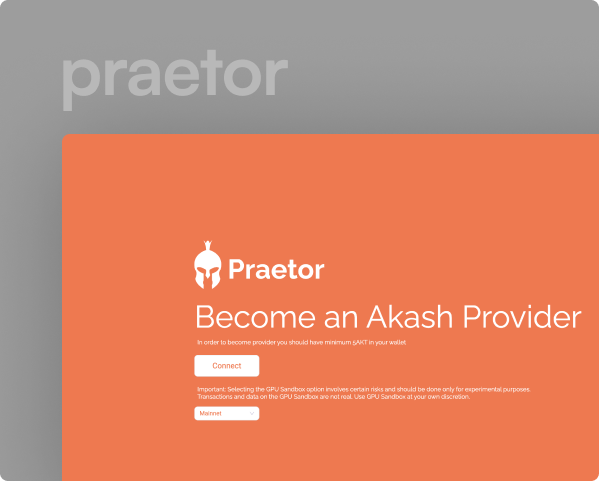 praetor
Praetor
Become an Akash Provider
In order to become provider you should have minimum 5AKT in your wallet
Connect
Important: Selecting the GPU Sandbox option involves certain risks and should be done only for experimental purposes.
Transactions and data on the GPU Sandbox are not real. Use GPU Sandbox at your own discretion.
Mainnet